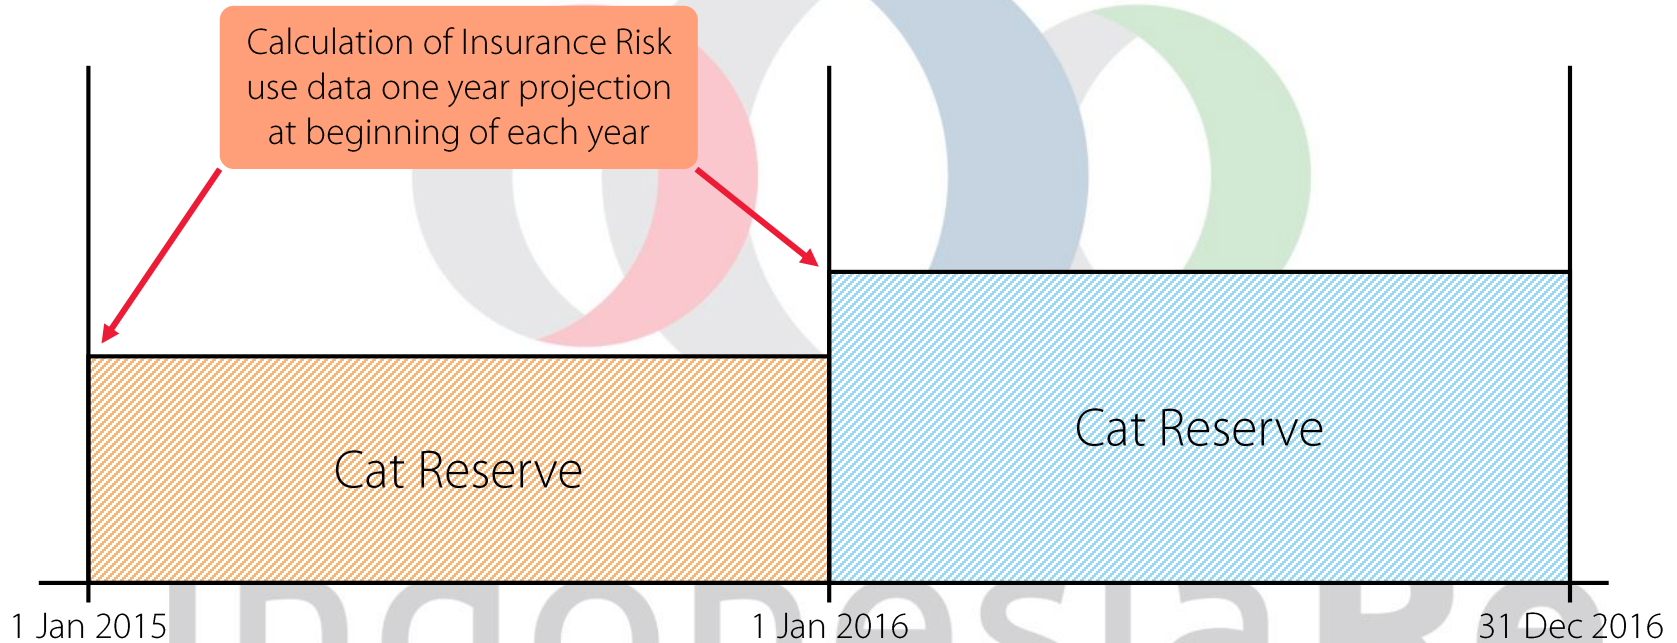 Calculation of Insurance Risk
use data one year projection
at beginning of each year
Cat Reserve
Cat Reserve
1 Jan 2015
1 Jan 2016
31 Dec 2016
IndonesiaRe